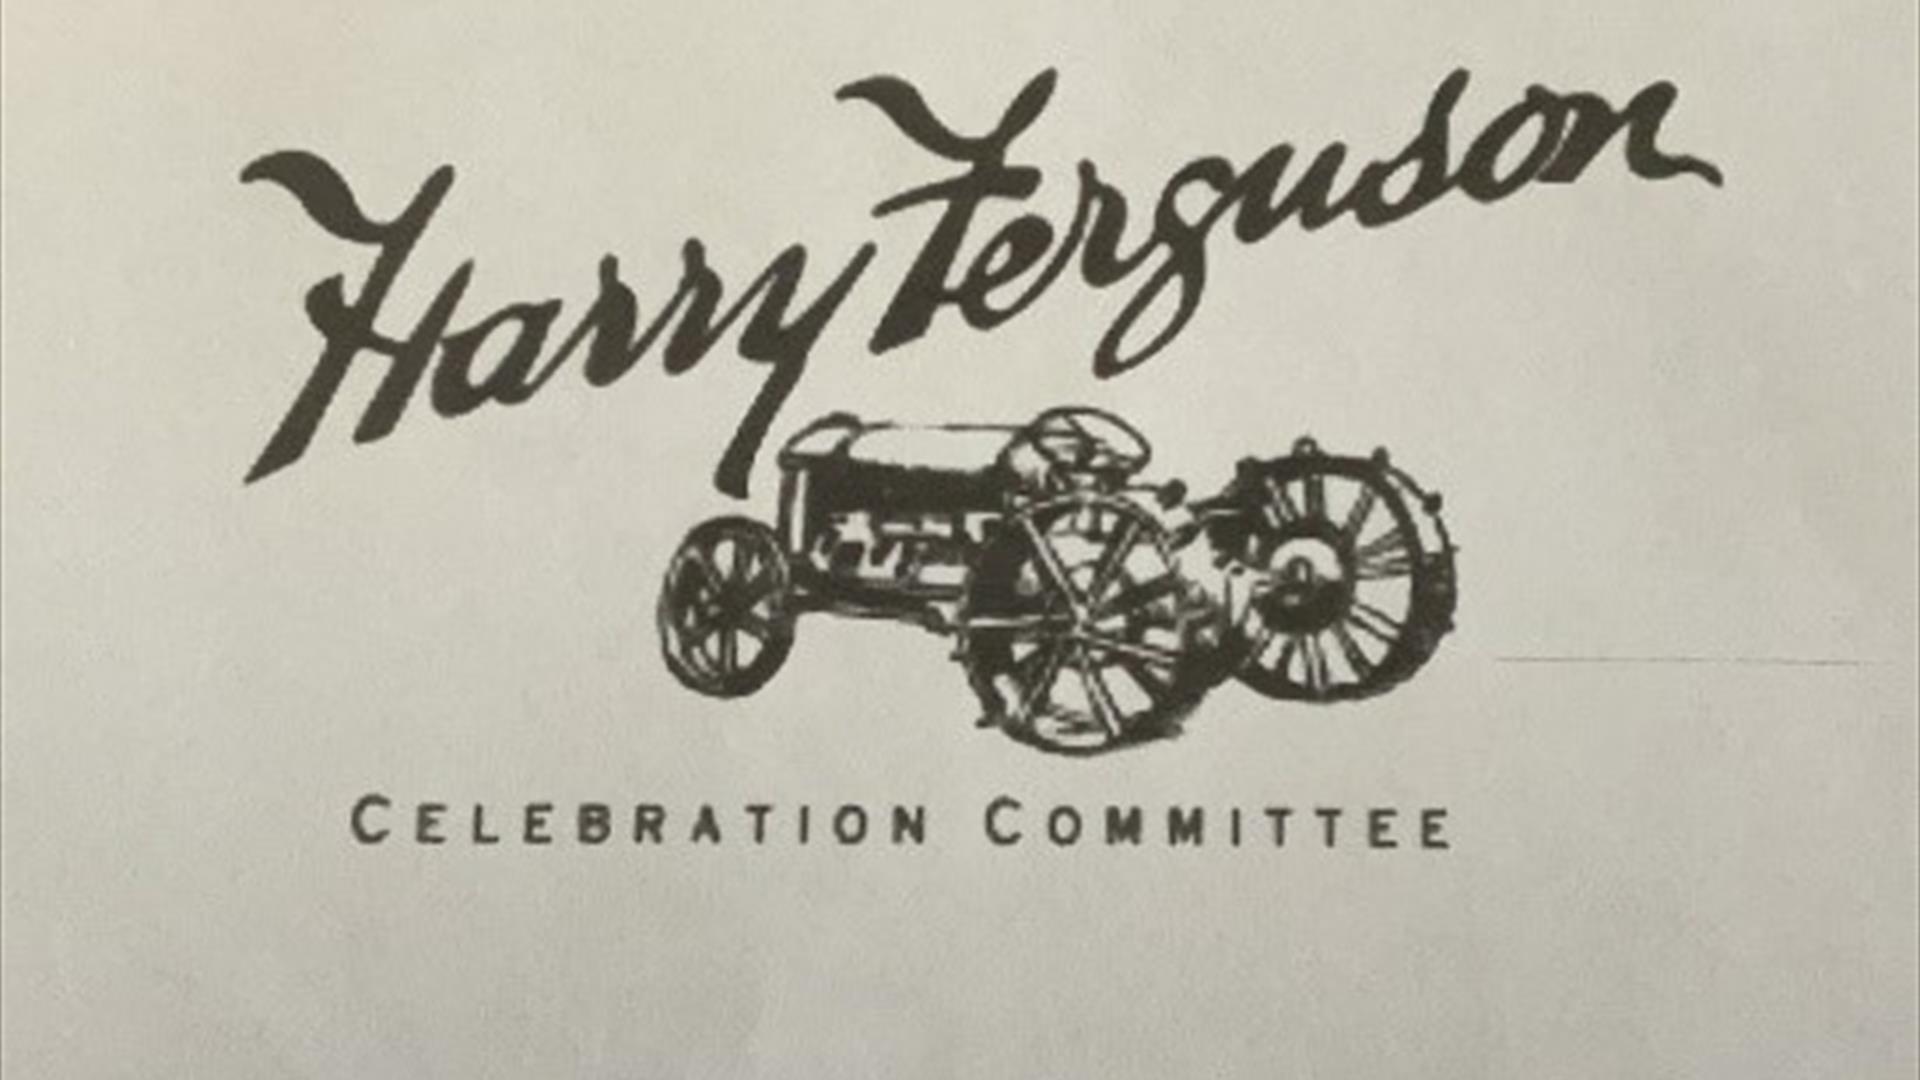 Harry Ferguson
CELEBRATION COMMITTEE